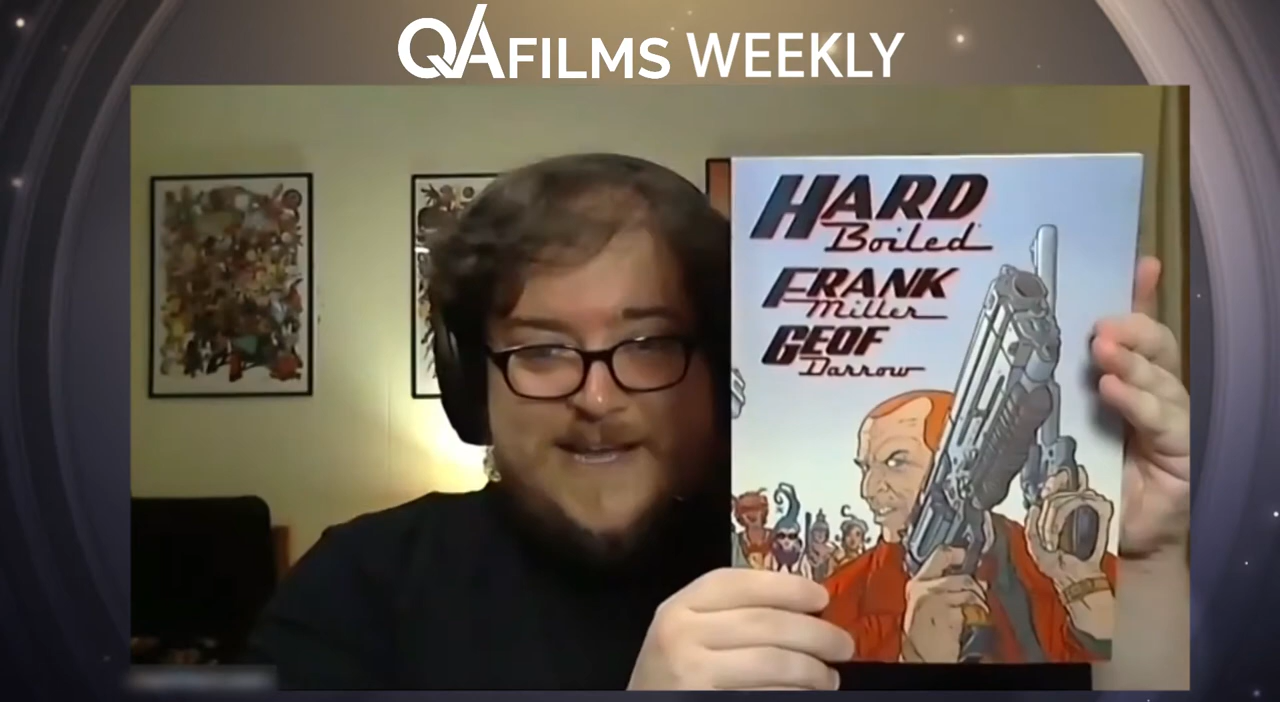 QAFILMS WEEKLY
HARD
Boiled
FRANK
Miller
GEOF
Darrow